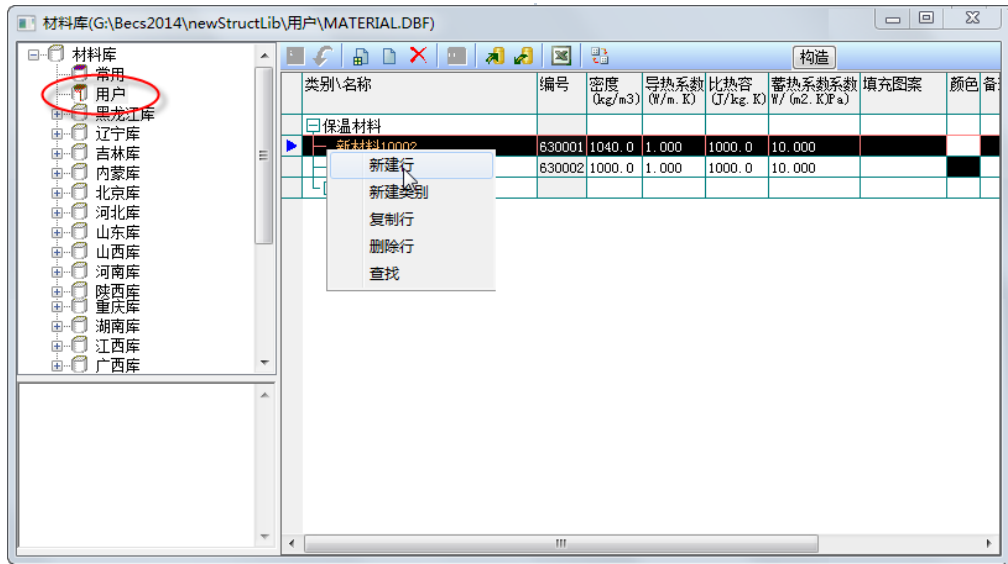 材料库(G:\Becs2014\newStructLib\用户\MATERIAL.DBF)
构造
材料库
常用
用户
黑龙江库
辽宁库
吉林库
内蒙库
北京库
河北库
山东库
山西库
河南库
陕西库
重庆库
湖南库
江西库
广西库
类别\名称 编号 密度 导热系数 比热容 蓄热系数系数 填充图案 颜色 备
(kg/m3) (W/m.K) (J/kg.K) W/(m2.K)Pa)
保温材料
新材料10002 630001 1040.0 1.000 1000.0 10.000
630002 1000.0 1.000 1000.0 10.000
新建行
新建类别
复制行
删除行
查找